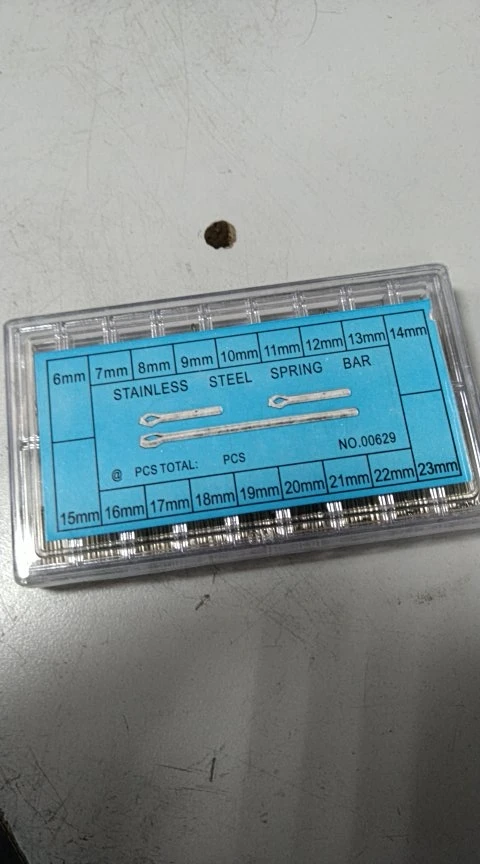 6mm 7mm 8mm 9mm 10mm 11mm 12mm 13mm 14mm
STAINLESS STEEL SPRING BAR
NO.00629
@ PCS TOTAL: PCS
15mm 16mm 17mm 18mm 19mm 20mm 21mm 22mm 23mm